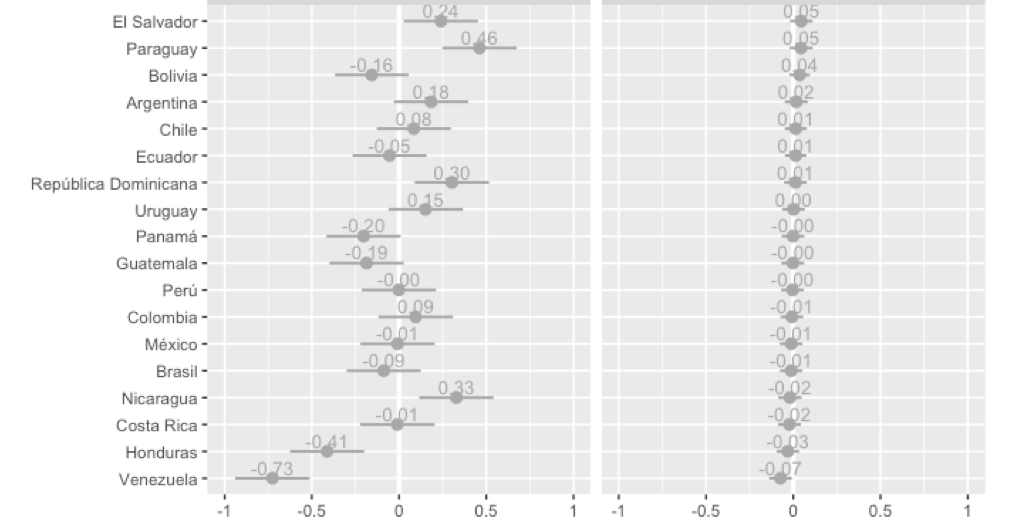 El Salvador 0.24 0.05
Paraguay 0.46 0.05
Bolivia -0.16 0.04
Argentina 0.18 0.02
Chile 0.08 0.01
Ecuador -0.05 0.01
República Dominicana 0.30 0.01
Uruguay 0.15 0.00
Panamá -0.20 -0.00
Guatemala -0.19 -0.00
Perú -0.00 -0.00
Colombia 0.09 -0.01
México -0.01 -0.01
Brasil -0.09 -0.01
Nicaragua 0.33 -0.02
Costa Rica -0.01 -0.02
Honduras -0.41 -0.03
Venezuela -0.73 -0.07
-1 -0.5 0 0.5 1 -1 -0.5 0 0.5 1